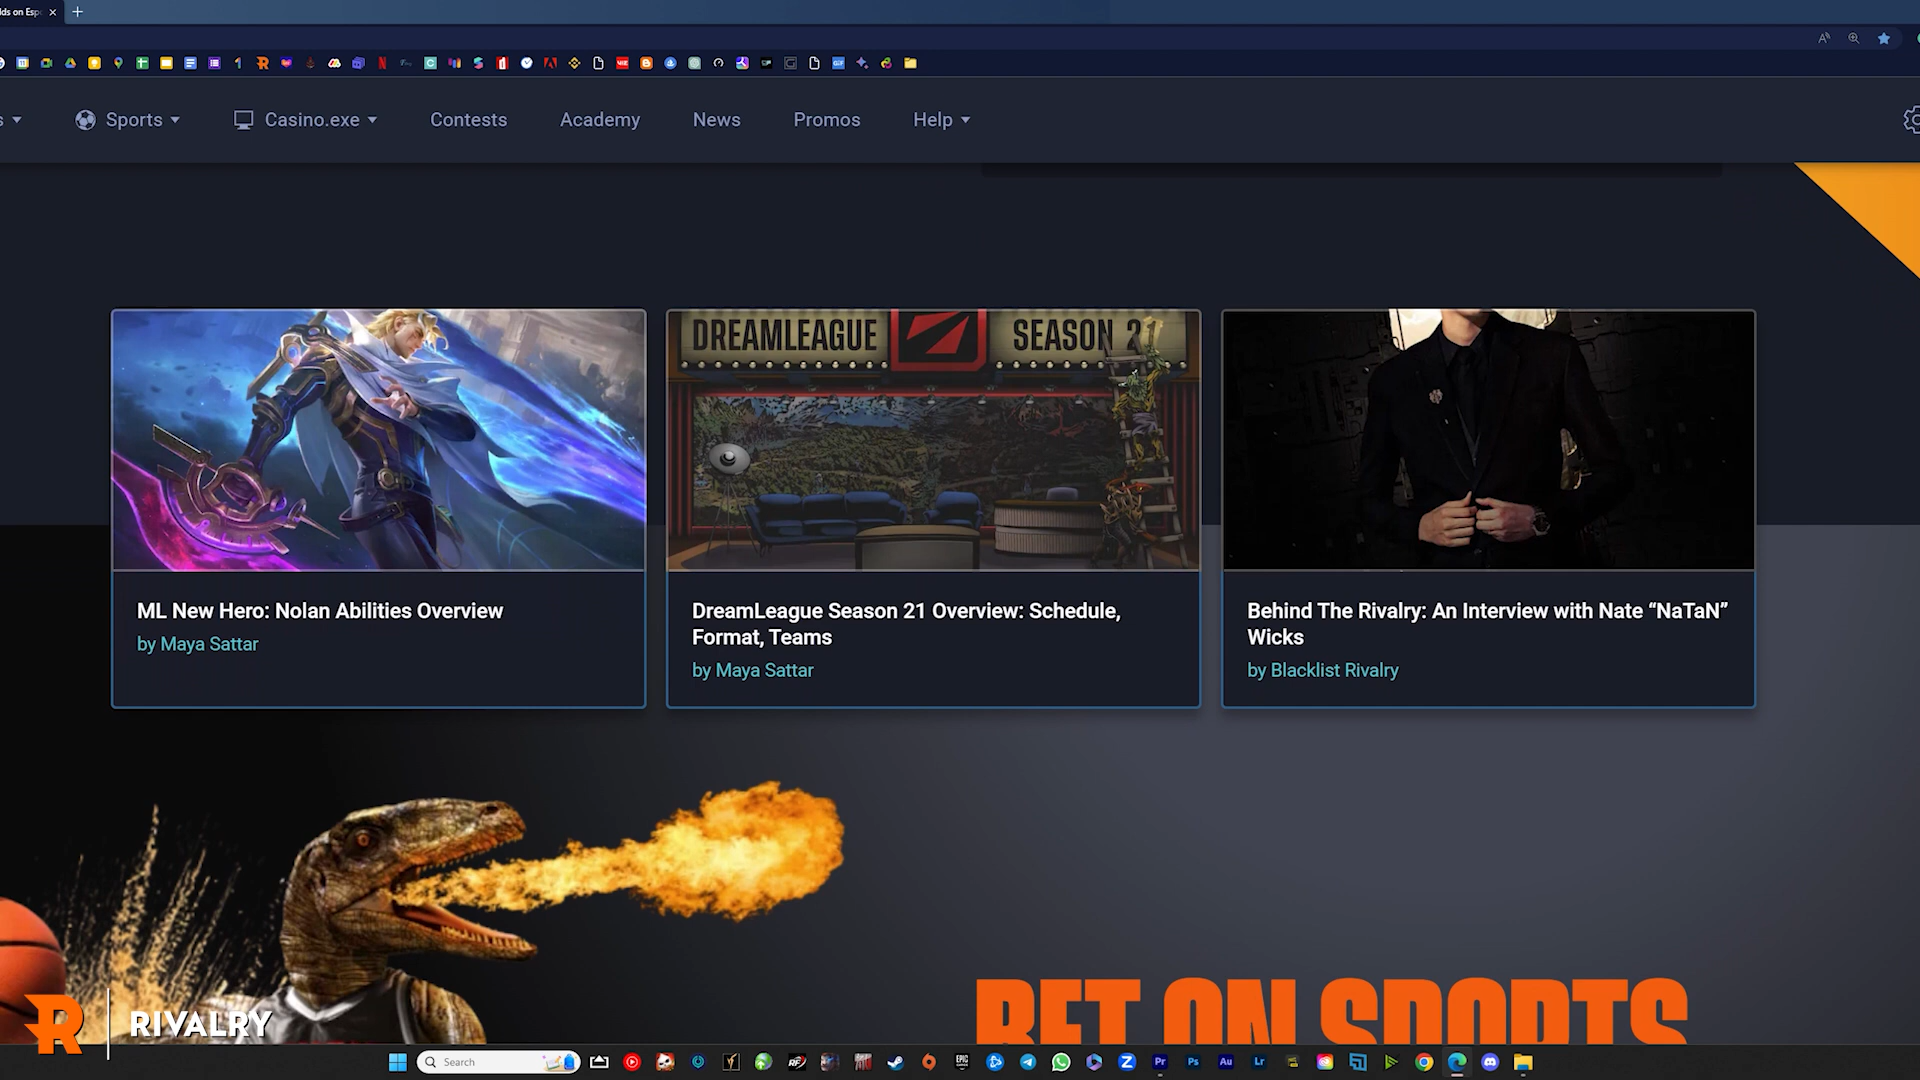 Sports
Casino.exe
Contests
Academy
News
Promos
Help
DREAMLEAGUE SEASON 21
ML New Hero: Nolan Abilities Overview
by Maya Sattar
DreamLeague Season 21 Overview: Schedule,
Format, Teams
by Maya Sattar
Behind The Rivalry: An Interview with Nate “NaTaN”
Wicks
by Blacklist Rivalry
BET ON SPORTS
RIVALRY
Search